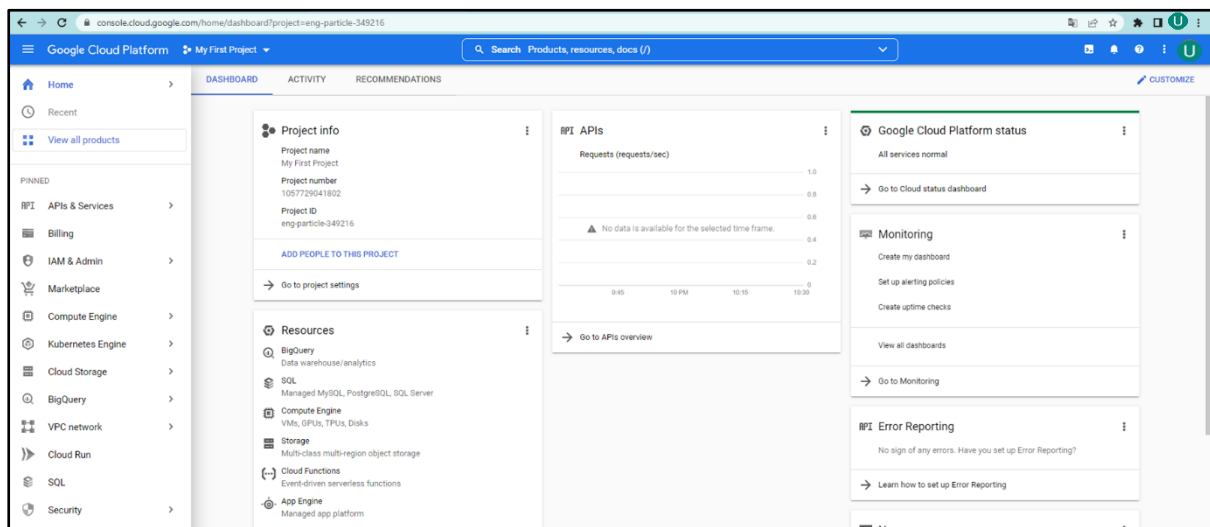 console.cloud.google.com/home/dashboard?project=eng-particle-349216
U
Google Cloud Platform
My First Project
Search Products, resources, docs (/)
U
Home
Recent
View all products
PINNED
API APIs & Services
Billing
IAM & Admin
Marketplace
Compute Engine
Kubernetes Engine
Cloud Storage
BigQuery
VPC network
Cloud Run
SQL
Security
DASHBOARD
ACTIVITY
RECOMMENDATIONS
CUSTOMIZE
Project info
Project name
My First Project
Project number
1057729041802
Project ID
eng-particle-349216
ADD PEOPLE TO THIS PROJECT
Go to project settings
Resources
BigQuery
Data warehouse/analytics
SQL
Managed MySQL, PostgreSQL, SQL Server
Compute Engine
VMs, GPUs, TPUs, Disks
Storage
Multi-class multi-region object storage
Cloud Functions
Event-driven serverless functions
App Engine
Managed app platform
API APIs
Requests (requests/sec)
1.0
0.8
0.6
No data is available for the selected time frame.
0.4
0.2
0
9:45
10 PM
10:15
10:30
Go to APIs overview
Google Cloud Platform status
All services normal
Go to Cloud status dashboard
Monitoring
Create my dashboard
Set up alerting policies
Create uptime checks
View all dashboards
Go to Monitoring
API Error Reporting
No sign of any errors. Have you set up Error Reporting?
Learn how to set up Error Reporting